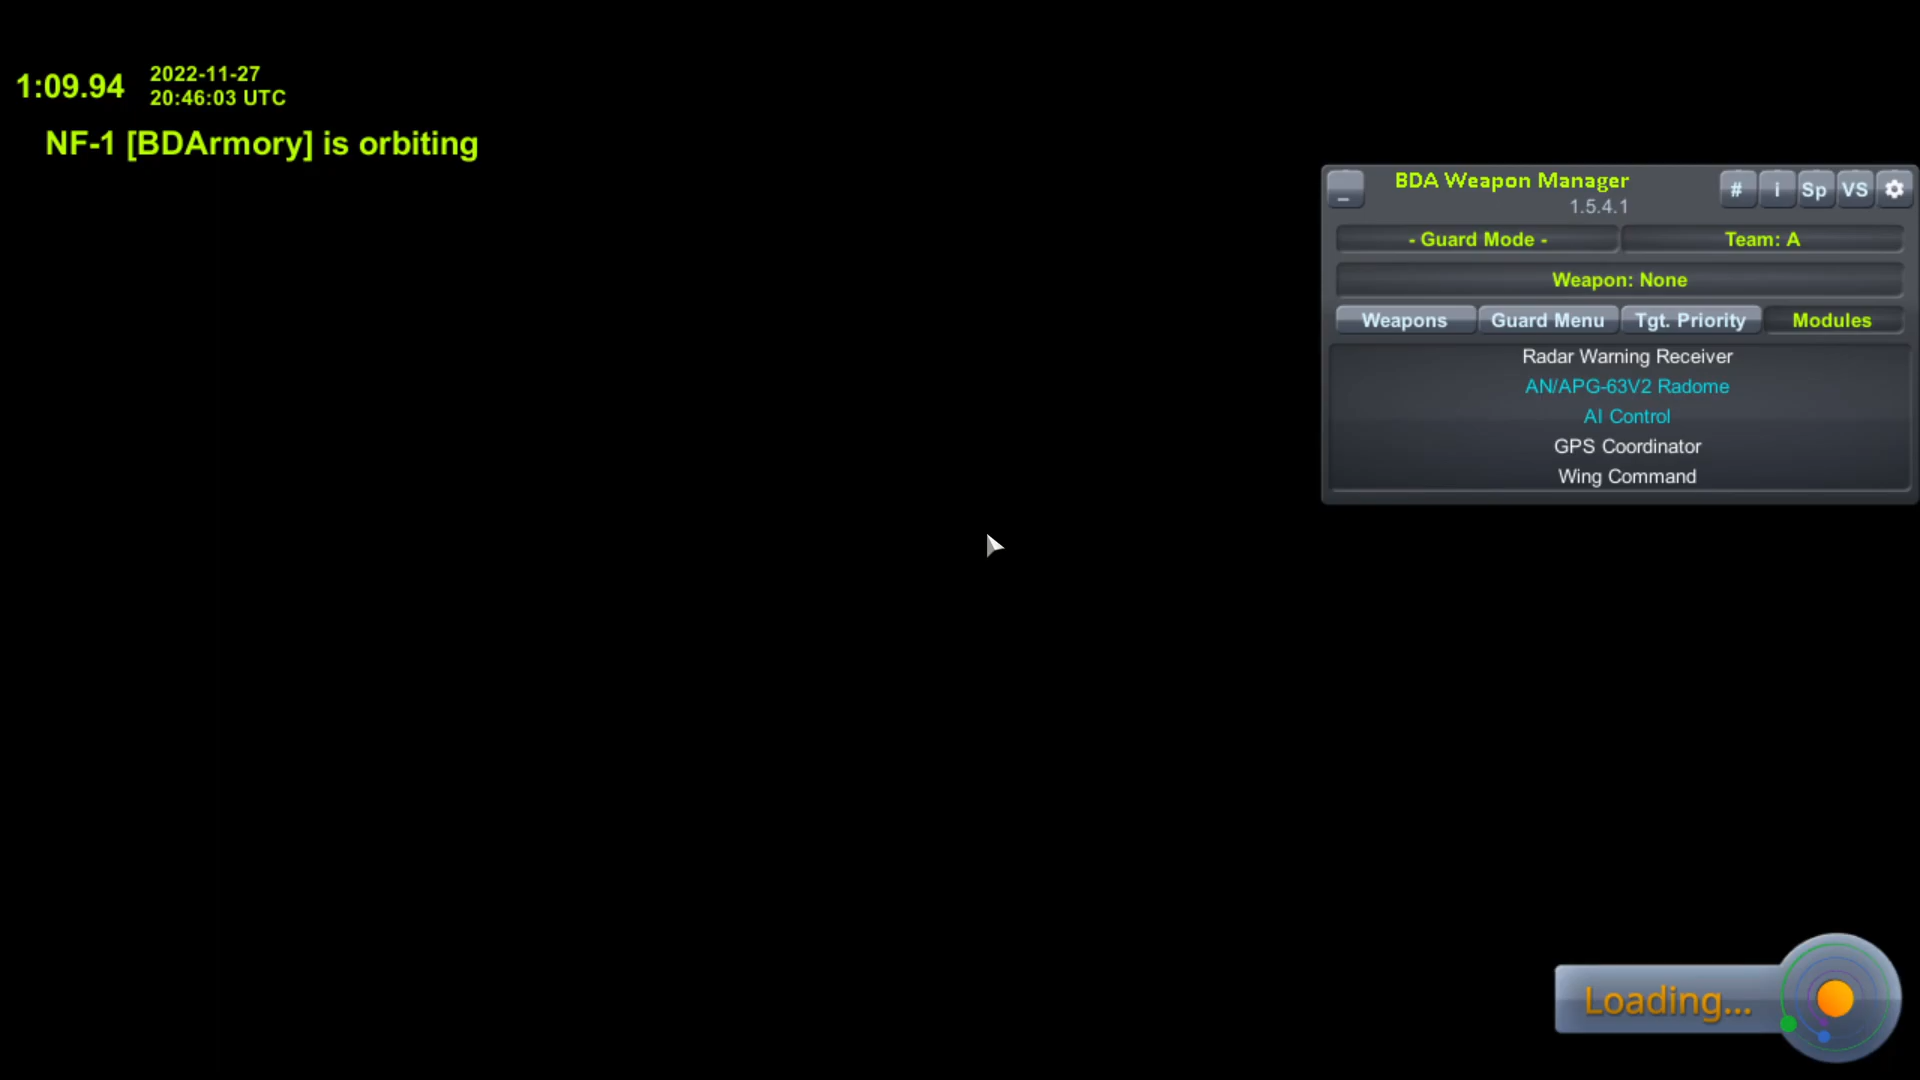 1:09.94
2022-11-27
20:46:03 UTC
NF-1 [BDArmory] is orbiting
_
BDA Weapon Manager
1.5.4.1
# i Sp VS
- Guard Mode - Team: A
Weapon: None
Weapons Guard Menu Tgt. Priority Modules
Radar Warning Receiver
AN/APG-63V2 Radome
AI Control
GPS Coordinator
Wing Command
Loading...